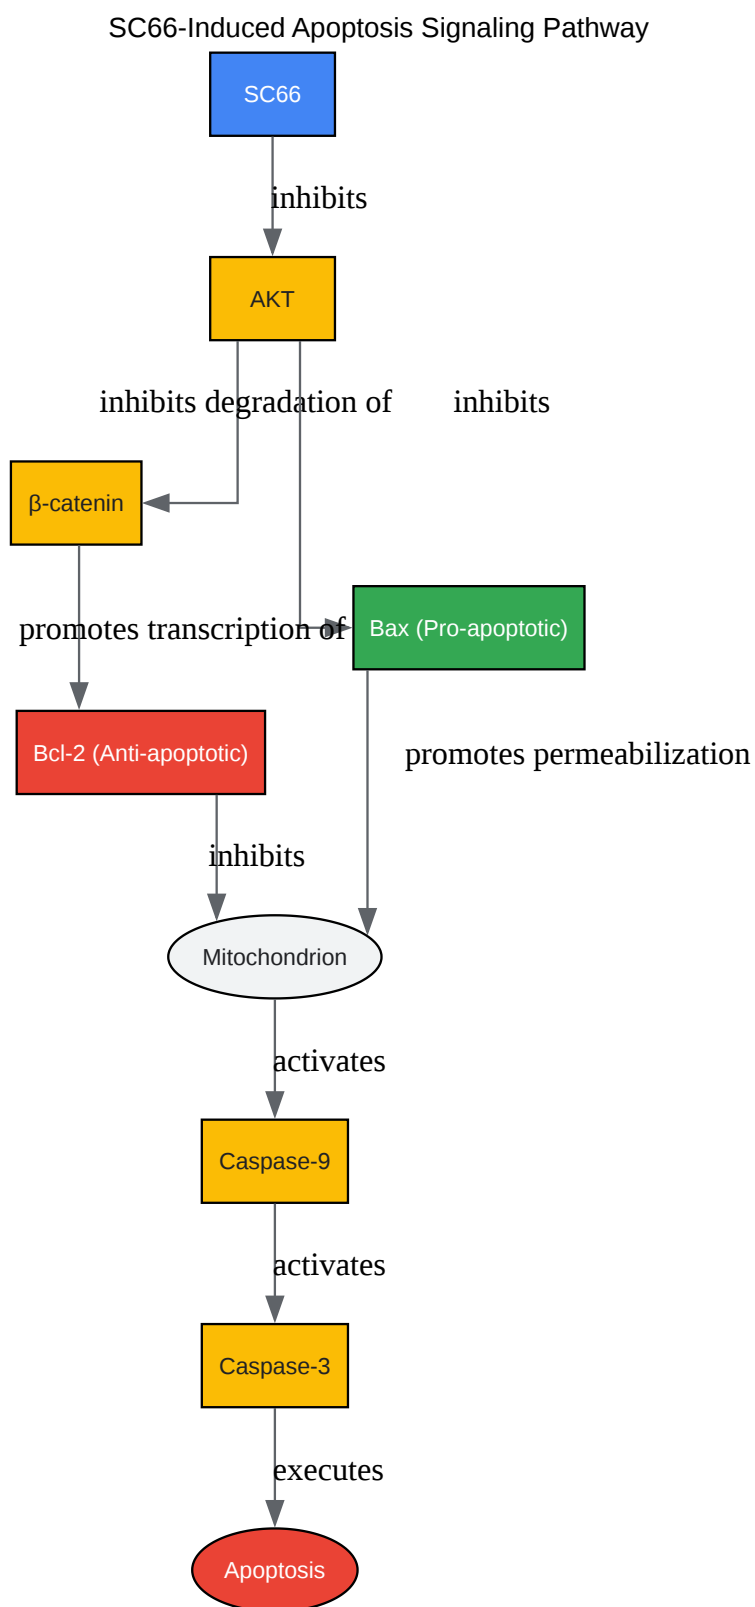 SC66-Induced Apoptosis Signaling Pathway
SC66
inhibits
AKT
inhibits degradation of
inhibits
β-catenin
promotes transcription of
Bax (Pro-apoptotic)
Bcl-2 (Anti-apoptotic)
promotes permeabilization
inhibits
Mitochondrion
activates
Caspase-9
activates
Caspase-3
executes
Apoptosis